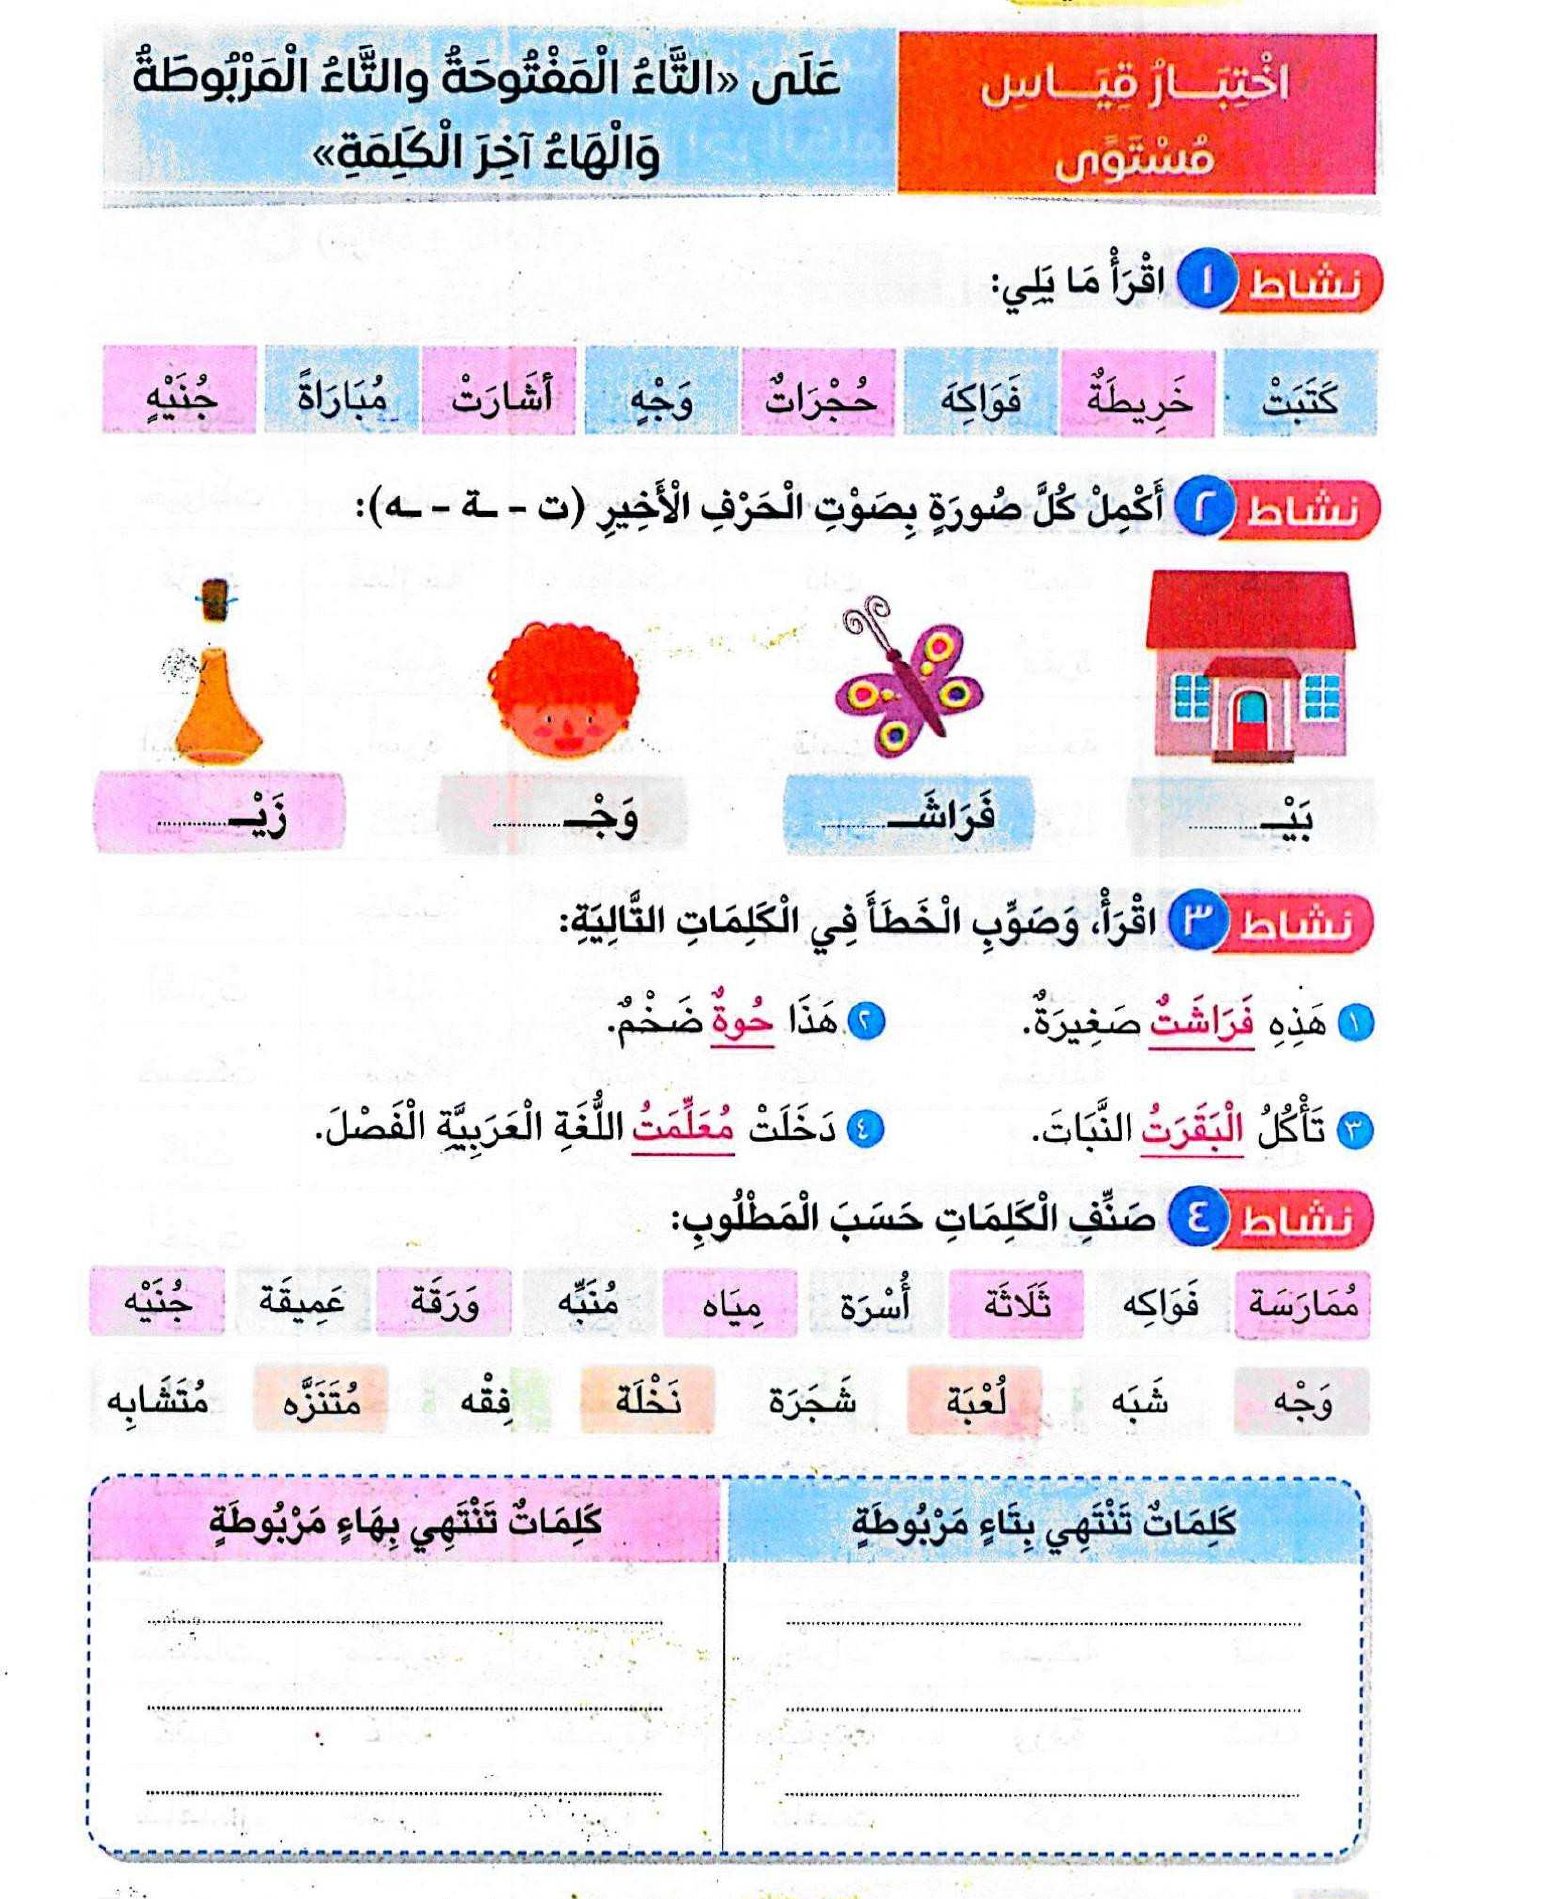 اخْتِبَـــارُ قِيَـــاسِ
مُسْتَوًى
عَلَى «التَّاءُ الْمَفْتُوحَةُ والتَّاءُ الْمَرْبُوطَةُ
وَالْهَاءُ آخِرَ الْكَلِمَةِ»
نشاط ١ اقْرَأْ مَا يَلِي:
كَتَبَتْ خَرِيطَةٌ فَوَاكِهَ حُجْرَاتٌ وَجْهٍ أشَارَتْ مُبَارَاةً جُنَيْهٍ
نشاط ٢ أَكْمِلْ كُلَّ صُورَةٍ بِصَوْتِ الْحَرْفِ الْأَخِيرِ (ت - ـة - ـه):
بَيْـ........... فَرَاشَـ........... وَجْـ........... زَيْـ...........
نشاط ٣ اقْرَأْ، وَصَوِّبِ الْخَطَأَ فِي الْكَلِمَاتِ التَّالِيَةِ:
١ هَذِهِ فَرَاشَتٌ صَغِيرَةٌ. ٢ هَذَا حُوةٌ ضَخْمٌ.
٣ تَأْكُلُ الْبَقَرَتُ النَّبَاتَ. ٤ دَخَلَتْ مُعَلِّمَتُ اللُّغَةِ الْعَرَبِيَّةِ الْفَصْلَ.
نشاط ٤ صَنِّفِ الْكَلِمَاتِ حَسَبَ الْمَطْلُوبِ:
مُمَارَسَة فَوَاكِه ثَلَاثَة أُسْرَة مِيَاه مُنَبِّه وَرَقَة عَمِيقَة جُنَيْه
وَجْه شَبَه لُعْبَة شَجَرَة نَخْلَة فِقْه مُتَنَزَّه مُتَشَابِه
كَلِمَاتٌ تَنْتَهِي بِتَاءٍ مَرْبُوطَةٍ كَلِمَاتٌ تَنْتَهِي بِهَاءٍ مَرْبُوطَةٍ